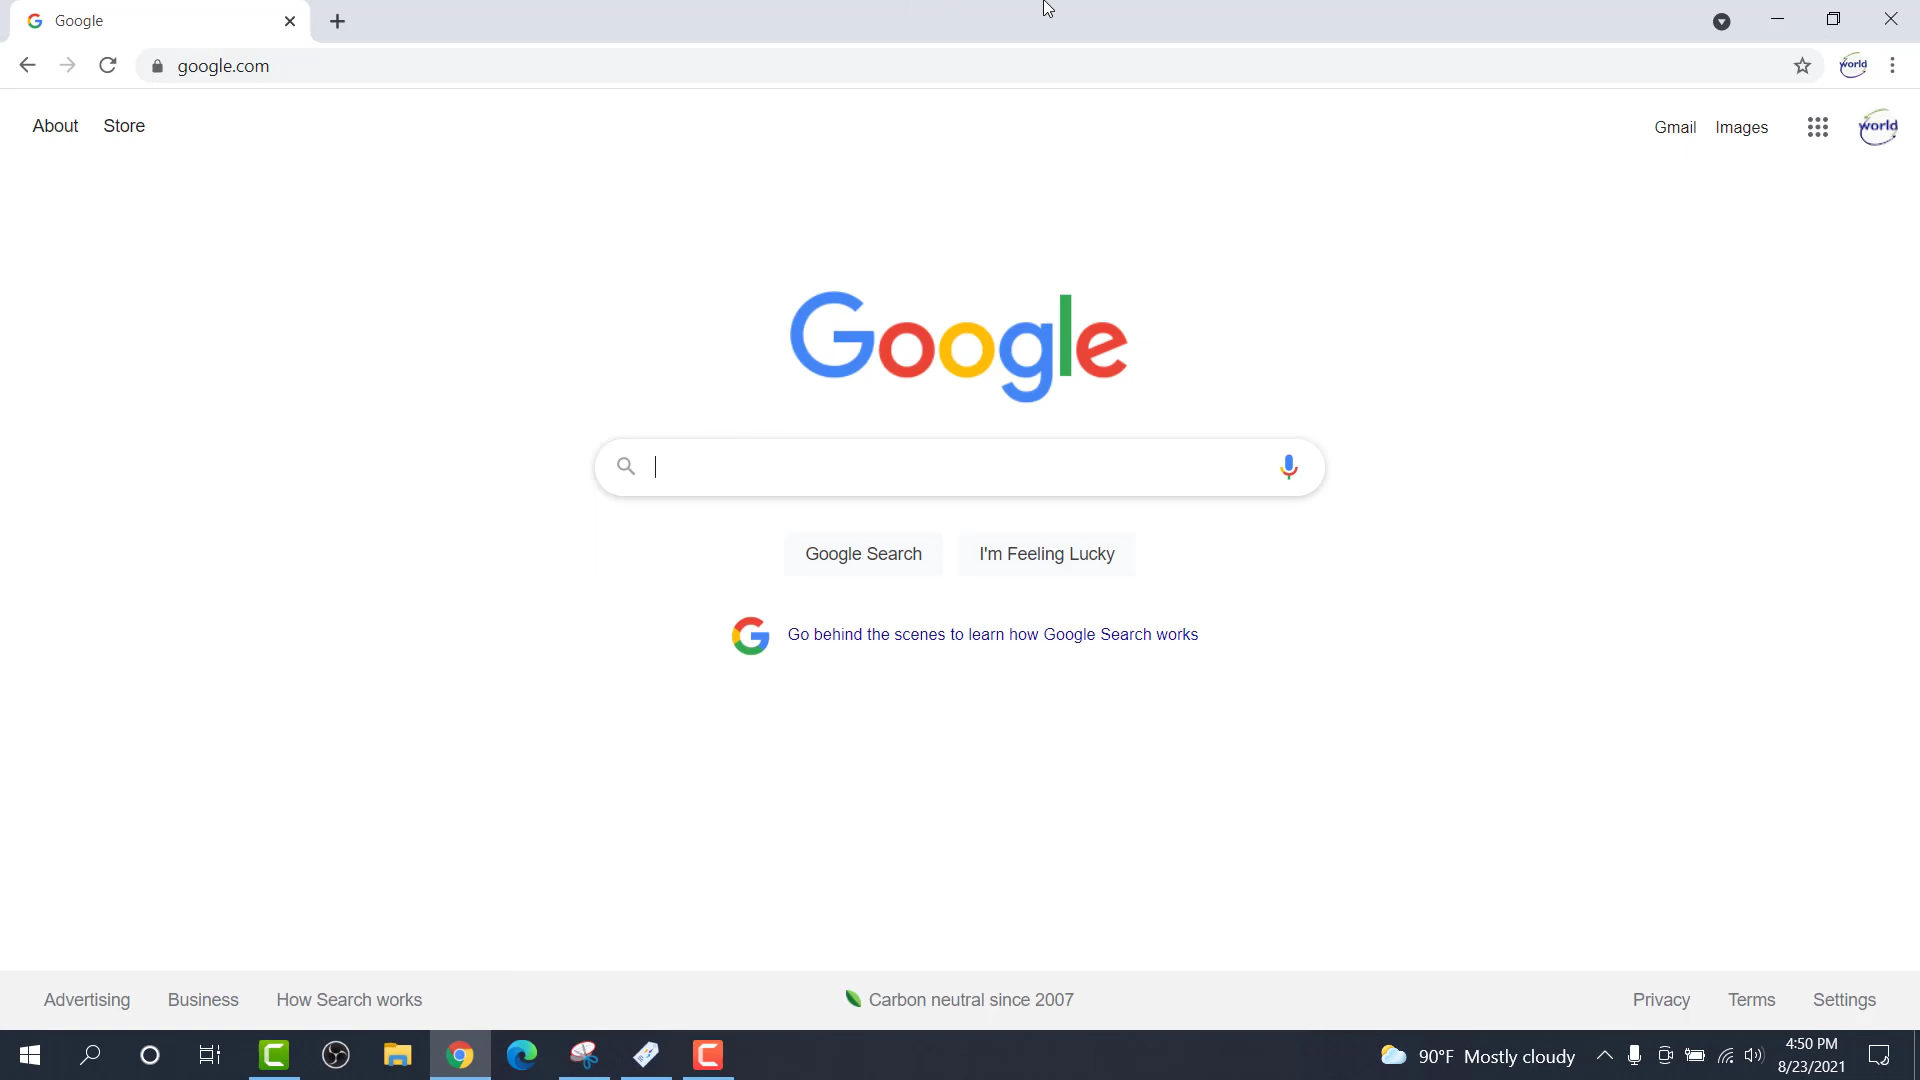 Google
google.com
world
About Store
Gmail Images
world
Google
Google Search
I'm Feeling Lucky
Go behind the scenes to learn how Google Search works
Advertising Business How Search works
Carbon neutral since 2007
Privacy Terms Settings
90°F Mostly cloudy
4:50 PM
8/23/2021